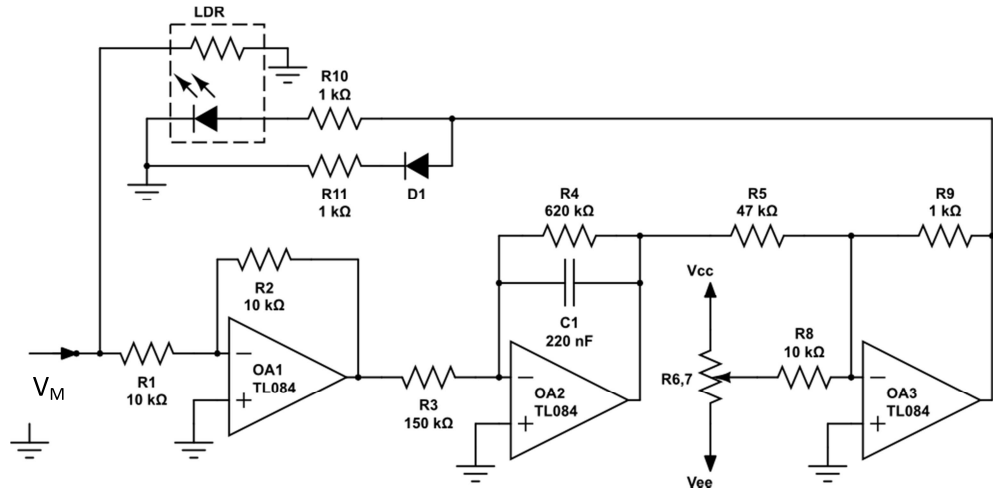 LDR
R10
1 kΩ
R11
1 kΩ
D1
R4
620 kΩ
R5
47 kΩ
R9
1 kΩ
R2
10 kΩ
C1
220 nF
Vcc
R8
10 kΩ
VM
R1
10 kΩ
−
+
OA1
TL084
R3
150 kΩ
−
+
OA2
TL084
R6,7
−
+
OA3
TL084
Vee